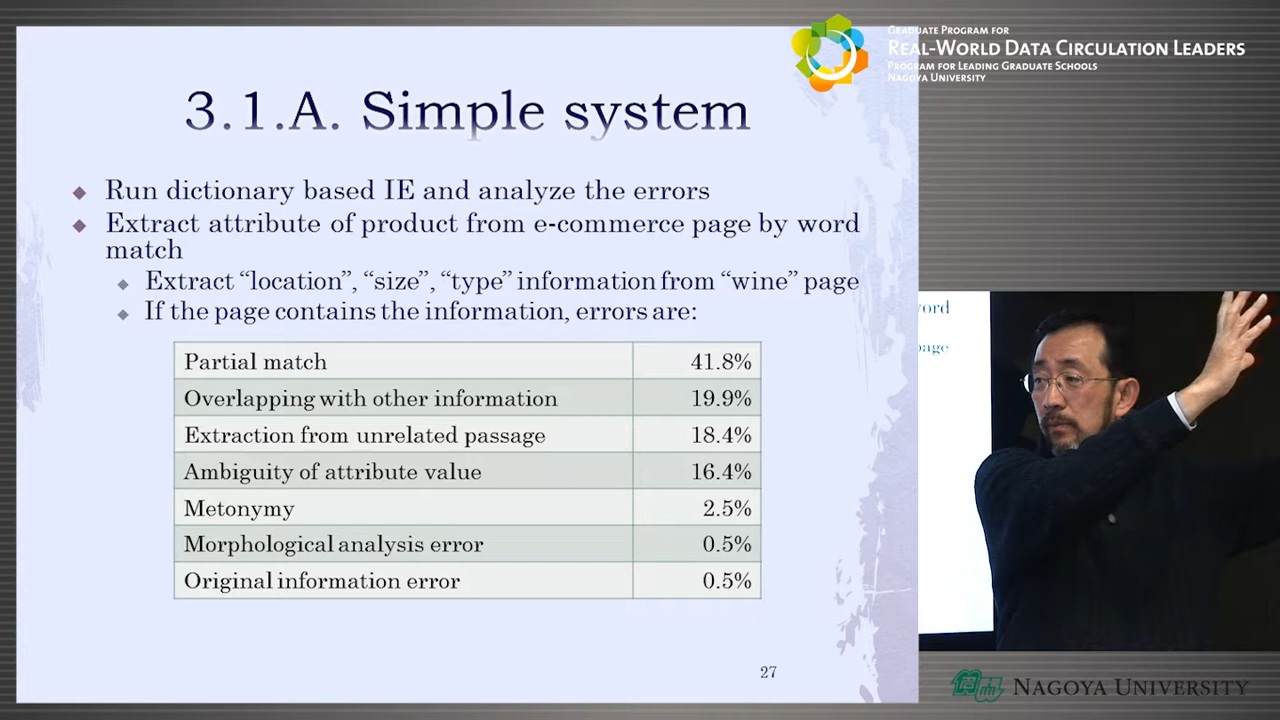 GRADUATE PROGRAM FOR
REAL-WORLD DATA CIRCULATION LEADERS
PROGRAM FOR LEADING GRADUATE SCHOOLS
NAGOYA UNIVERSITY
3.1.A. Simple system
Run dictionary based IE and analyze the errors
Extract attribute of product from e-commerce page by word
match
Extract “location”, “size”, “type” information from “wine” page
If the page contains the information, errors are:
Partial match 41.8%
Overlapping with other information 19.9%
Extraction from unrelated passage 18.4%
Ambiguity of attribute value 16.4%
Metonymy 2.5%
Morphological analysis error 0.5%
Original information error 0.5%
27
word
page
NAGOYA UNIVERSITY